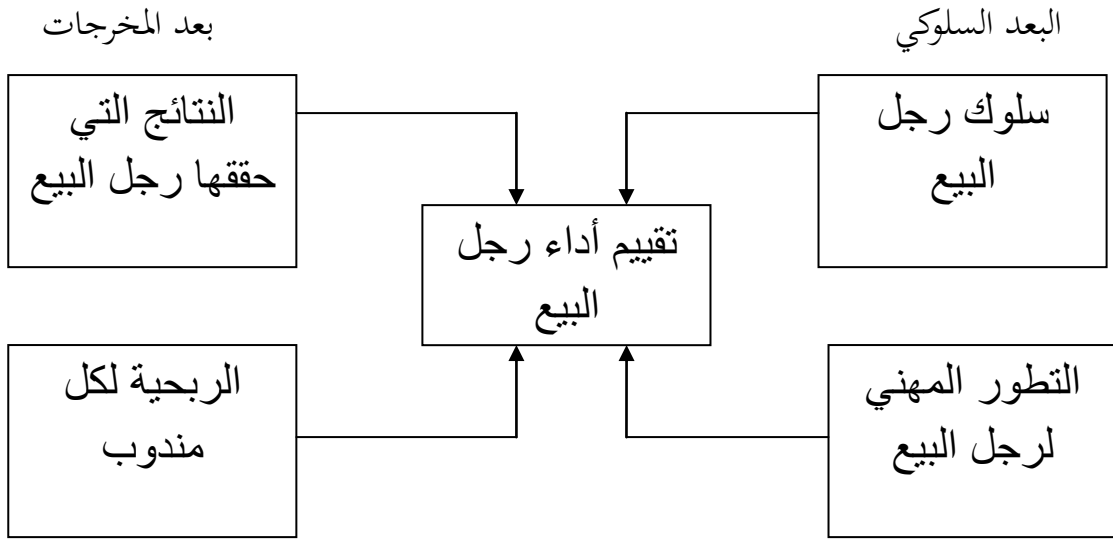 البعد السلوكي
بعد المخرجات
سلوك رجل
البيع
النتائج التي
حققها رجل البيع
تقييم أداء رجل
البيع
التطور المهني
لرجل البيع
الربحية لكل
مندوب